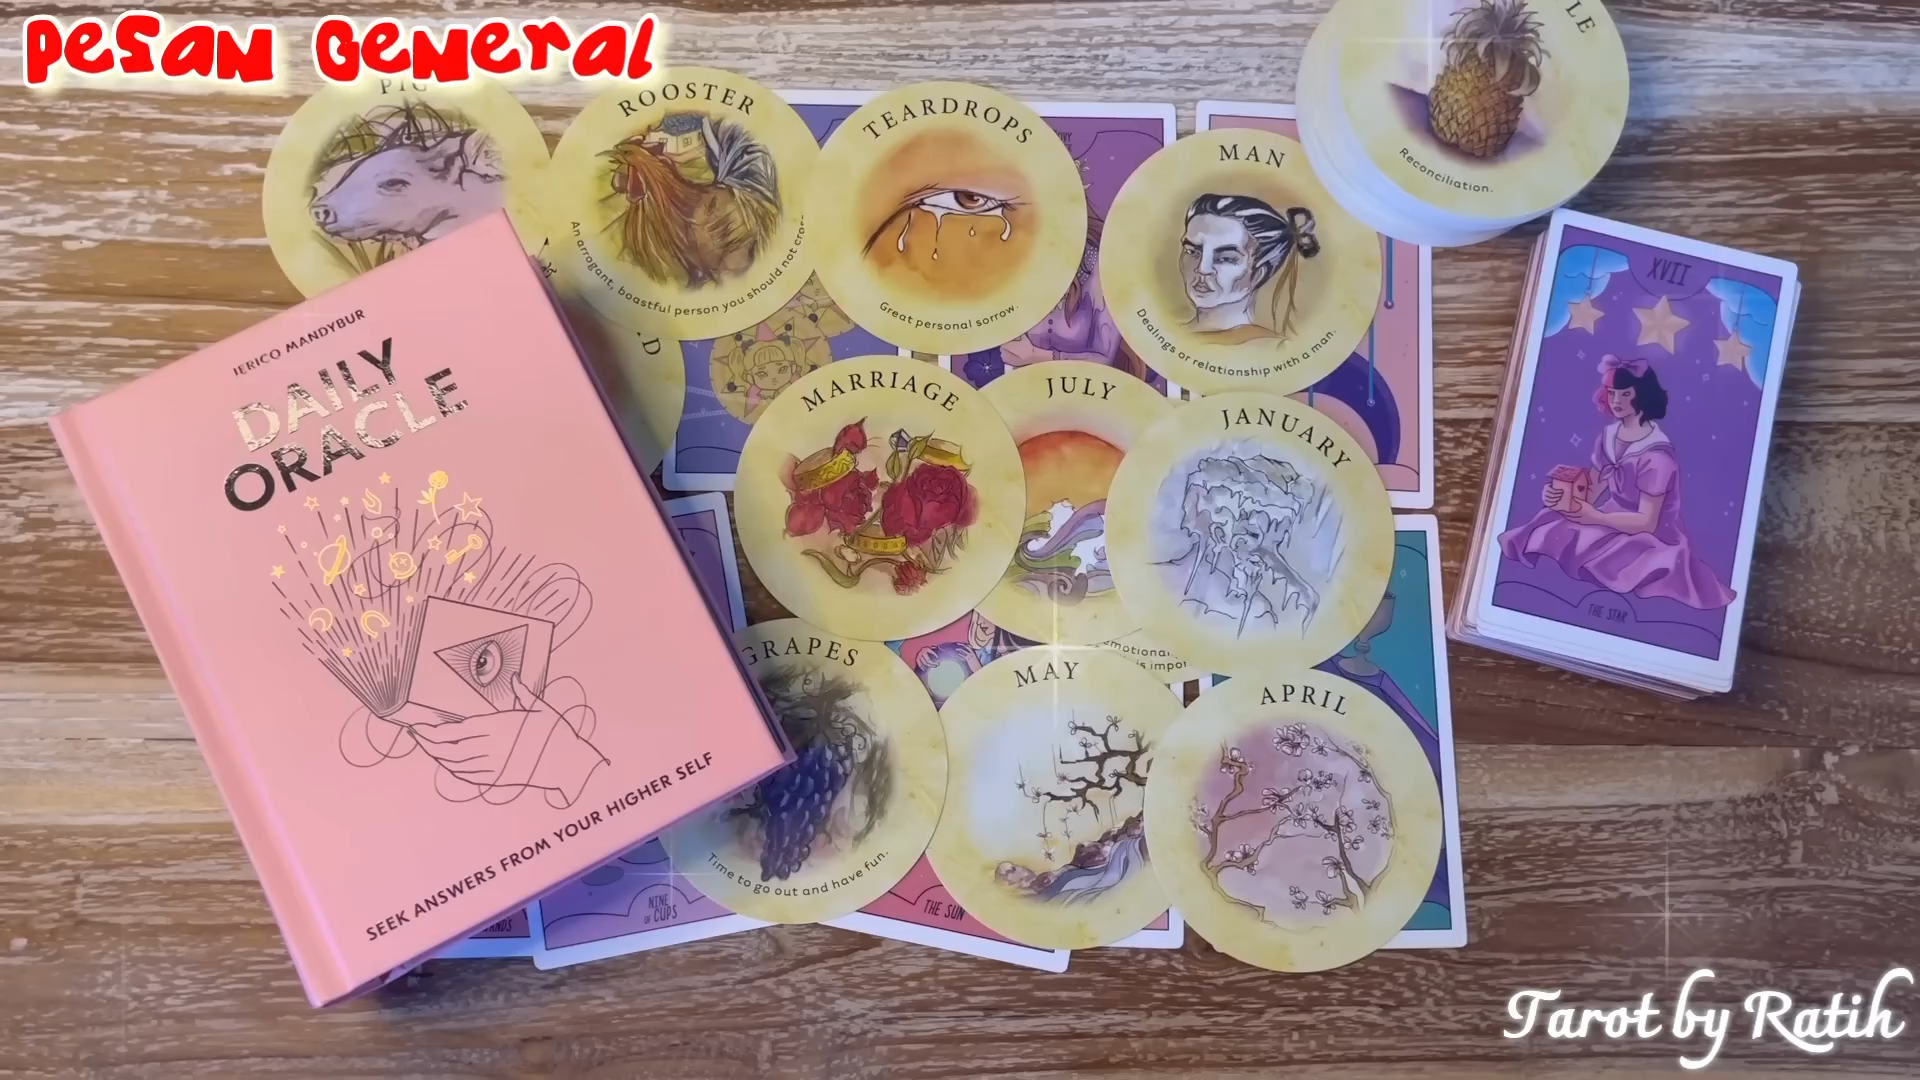 PESAN GENERAL
PIG
ROOSTER
An arrogant, boastful person you should not
TEARDROPS
Great personal sorrow.
MAN
Dealings or relationship with a man.
Reconciliation.
XVII
THE STAR
JERICO MANDYBUR
DAILY
ORACLE
SEEK ANSWERS FROM YOUR HIGHER SELF
MARRIAGE
JULY
JANUARY
GRAPES
Time to go out and have fun.
MAY
APRIL
NINE
OF CUPS
THE SUN
Tarot by Ratih